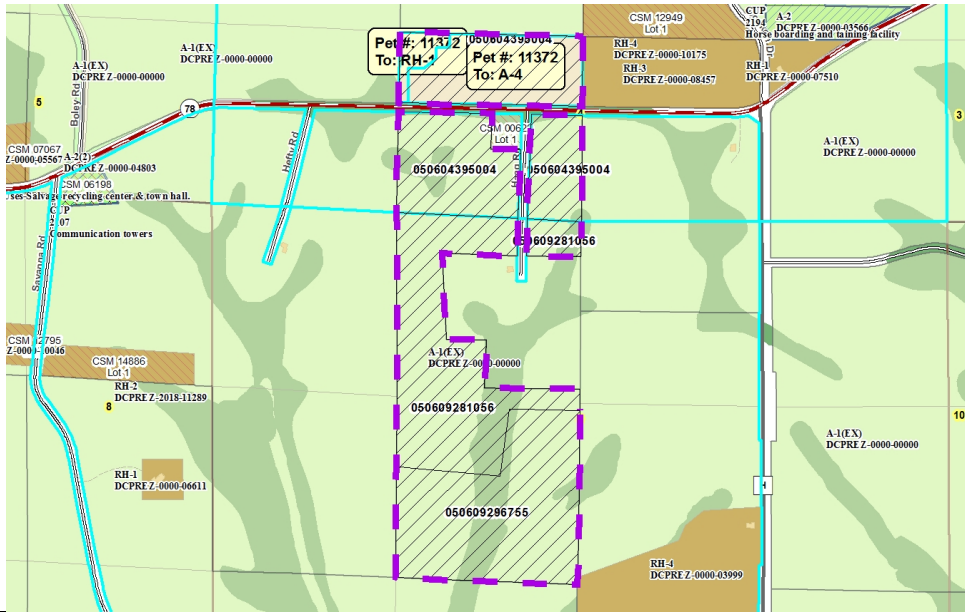 CSM 12949
Lot 1
CUP
2194
A-2
DCPREZ-0000-03566
Horse boarding and taining facility
Pet #: 11372
To: RH-1
050604395004
Pet #: 11372
To: A-4
A-1(EX)
DCPREZ-0000-00000
A-1(EX)
DCPREZ-0000-00000
RH-4
DCPREZ-0000-10175
RH-3
DCPREZ-0000-08457
RH-1
DCPREZ-0000-07510
Boley Rd
5
78
3
Hefty Rd
Lot 1
A-1(EX)
DCPREZ-0000-00000
CSM 07067
Z-0000-05567
A-2(2)
DCPREZ-0000-04803
050604395004
050604395004
CSM 06198
uses-Salvage recycling center & town hall.
CUP
Communication towers
Savanna Rd
050609281056
CSM 14886
Lot 1
A-1(EX)
DCPREZ-0000-00000
RH-2
DCPREZ-2018-11289
8
050609281056
10
A-1(EX)
DCPREZ-0000-00000
RH-1
DCPREZ-0000-06611
H
050609296755
RH-4
DCPREZ-0000-03999